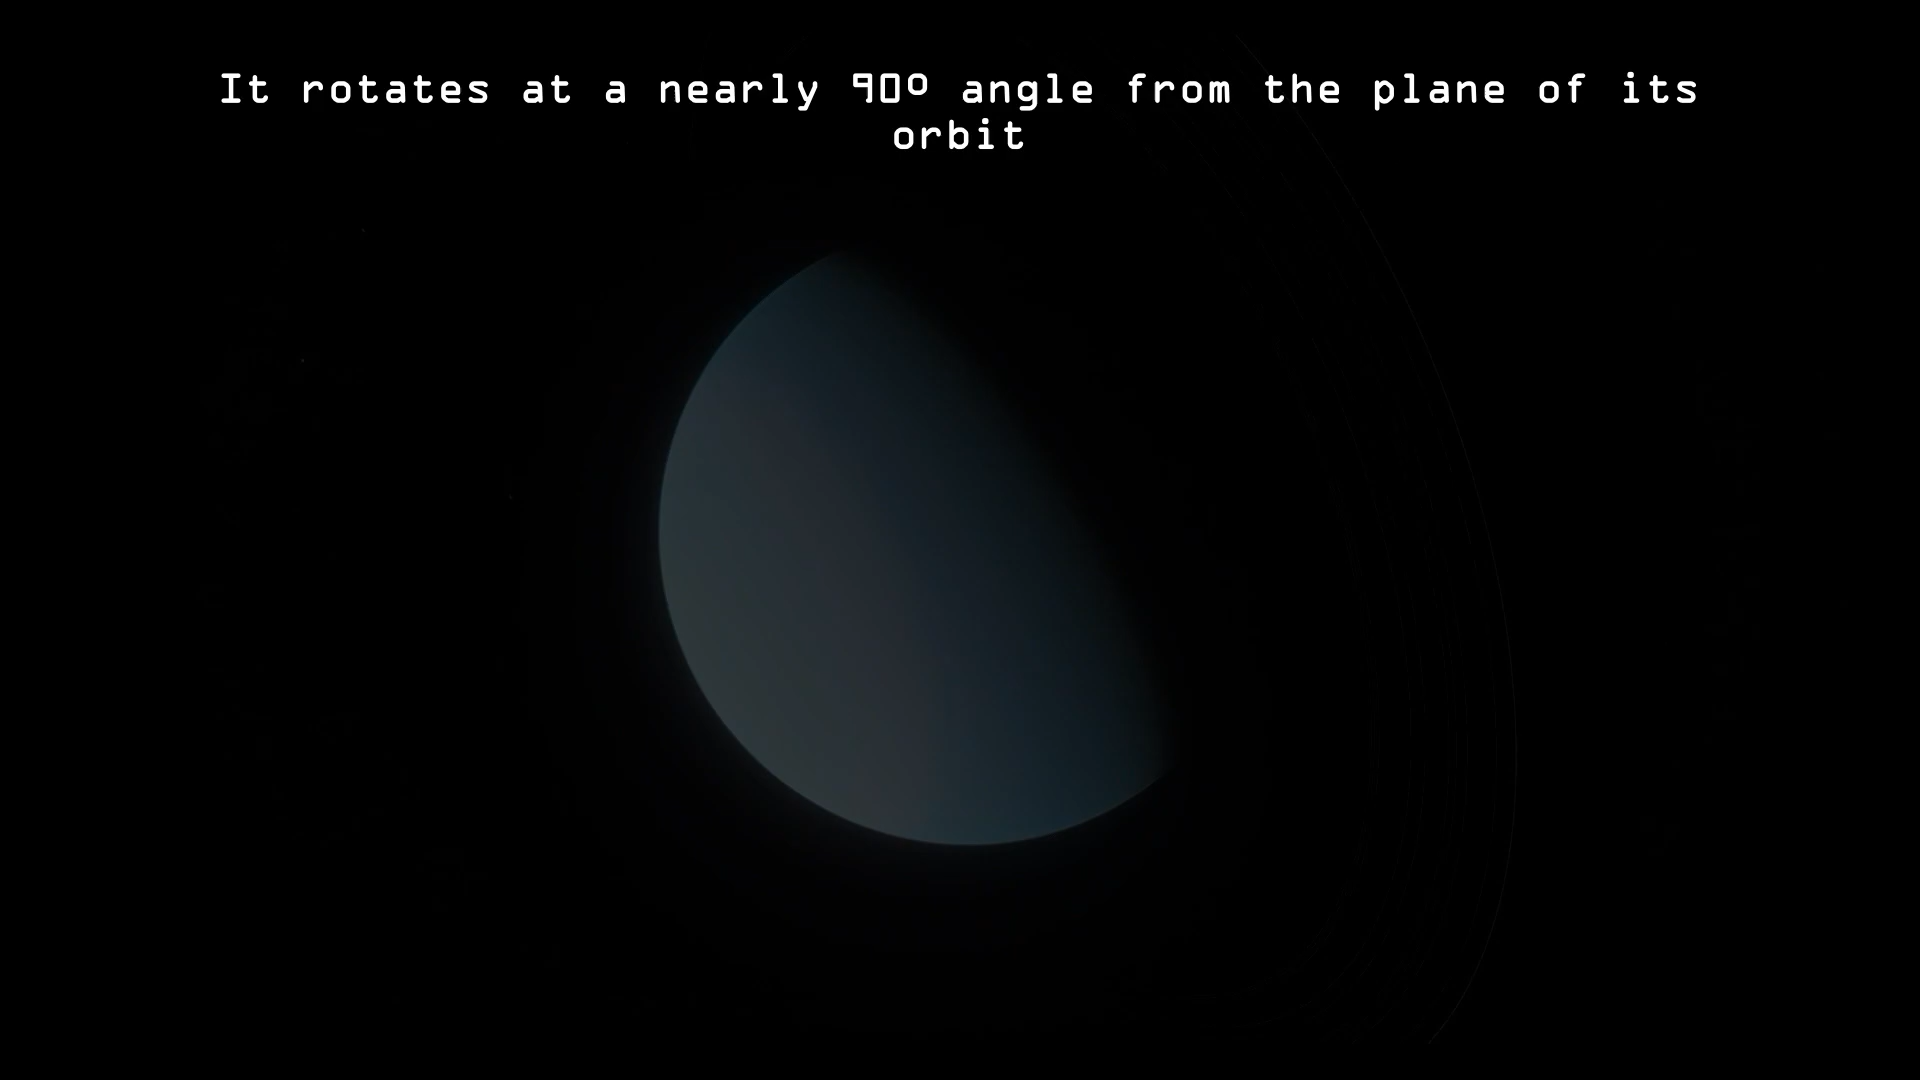 It rotates at a nearly 90º angle from the plane of its
orbit